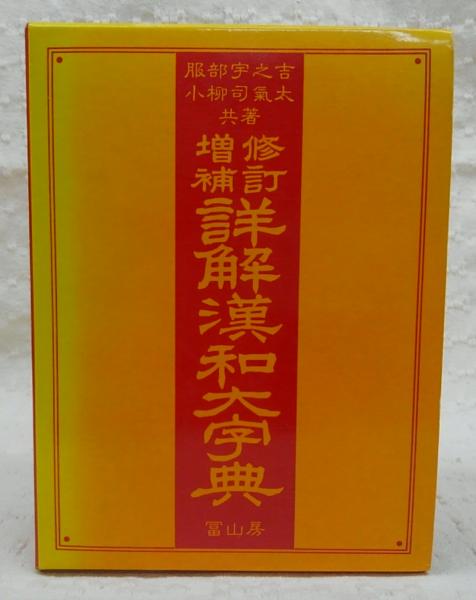 服部宇之吉
小柳司氣太
共著
修訂
増補
詳解漢和大字典
冨山房